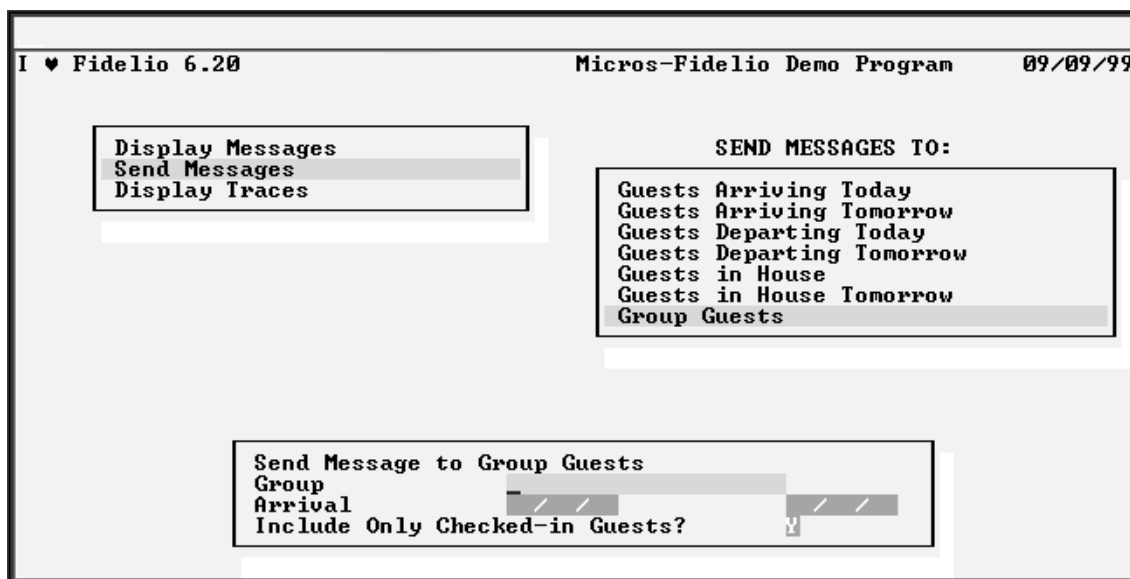 I ♥ Fidelio 6.20 Micros-Fidelio Demo Program 09/09/99
Display Messages
Send Messages
Display Traces
SEND MESSAGES TO:
Guests Arriving Today
Guests Arriving Tomorrow
Guests Departing Today
Guests Departing Tomorrow
Guests in House
Guests in House Tomorrow
Group Guests
Send Message to Group Guests
Group _
Arrival / / / /
Include Only Checked-in Guests? Y